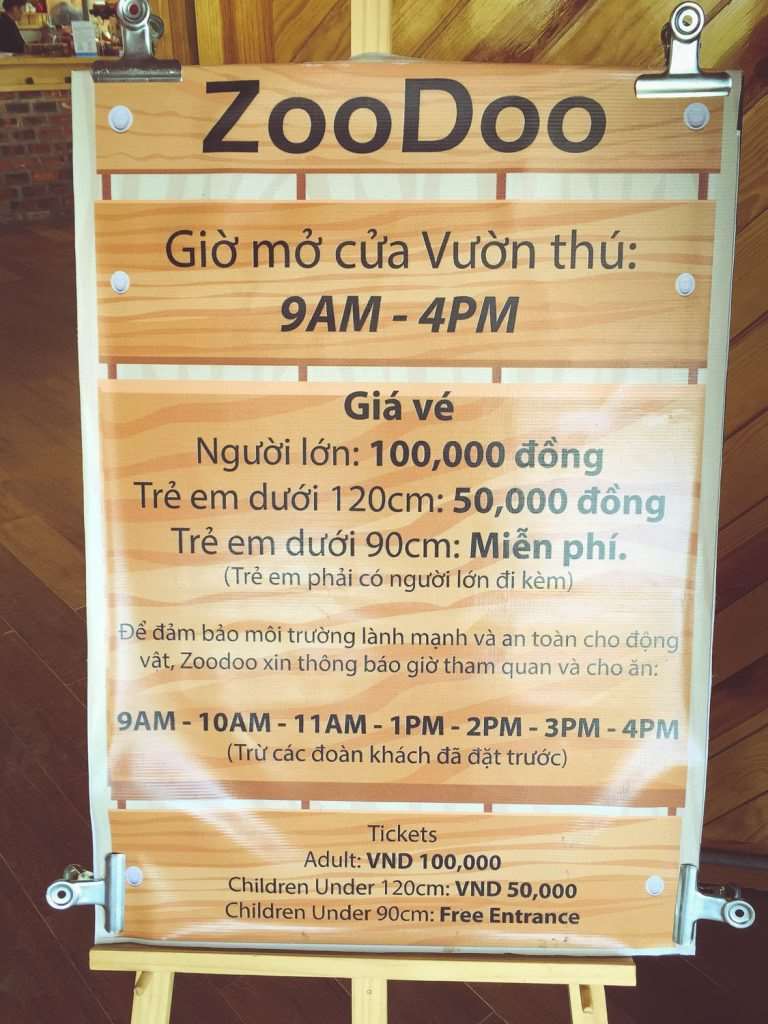 ZooDoo
Giờ mở cửa Vườn thú:
9AM - 4PM
Giá vé
Người lớn: 100,000 đồng
Trẻ em dưới 120cm: 50,000 đồng
Trẻ em dưới 90cm: Miễn phí.
(Trẻ em phải có người lớn đi kèm)
Để đảm bảo môi trường lành mạnh và an toàn cho động
vật, Zoodoo xin thông báo giờ tham quan và cho ăn:
9AM - 10AM - 11AM - 1PM - 2PM - 3PM - 4PM
(Trừ các đoàn khách đã đặt trước)
Tickets
Adult: VND 100,000
Children Under 120cm: VND 50,000
Children Under 90cm: Free Entrance